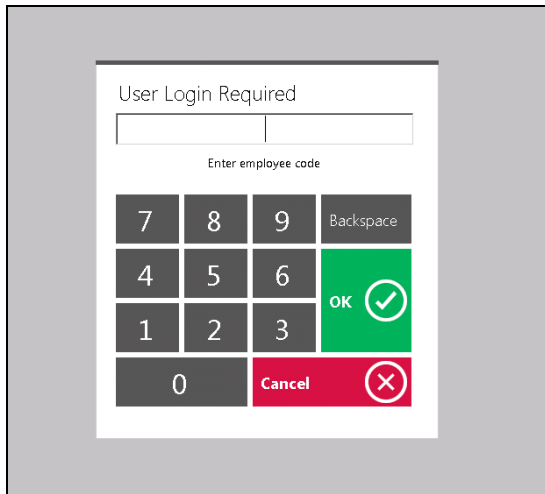 User Login Required
Enter employee code
7 8 9 Backspace
4 5 6
OK
1 2 3
0 Cancel